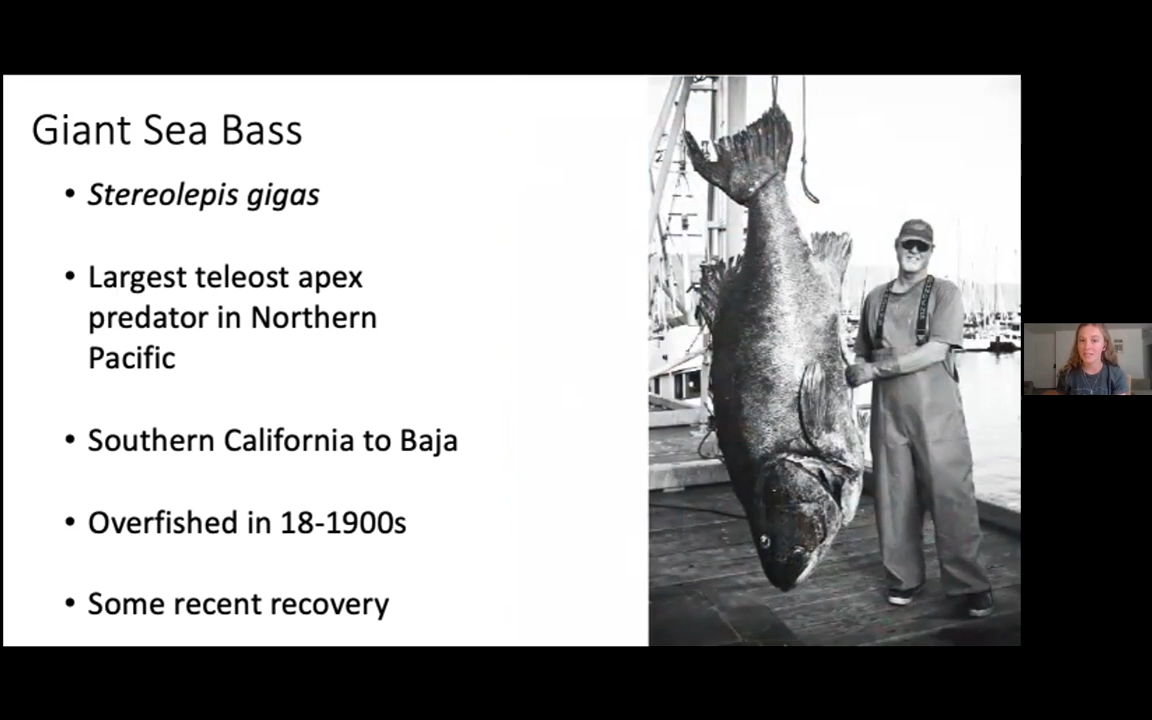 Giant Sea Bass
• Stereolepis gigas
• Largest teleost apex
predator in Northern
Pacific
• Southern California to Baja
• Overfished in 18-1900s
• Some recent recovery